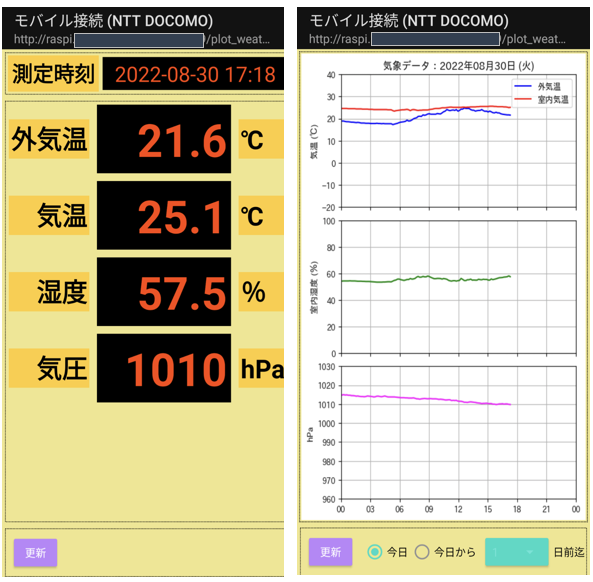 モバイル接続 (NTT DOCOMO)
http://raspi.
/plot_weat…
測定時刻 2022-08-30 17:18
外気温 21.6 ℃
気温 25.1 ℃
湿度 57.5 %
気圧 1010 hPa
更新
モバイル接続 (NTT DOCOMO)
http://raspi.
/plot_weat…
気象データ：2022年08月30日 (火)
外気温
室内気温
気温 (℃)
40
30
20
10
0
−10
−20
室内湿度 (%)
100
80
60
40
20
0
hPa
1030
1020
1010
1000
990
980
970
960
00 03 06 09 12 15 18 21 00
更新 今日 今日から 1 日前迄